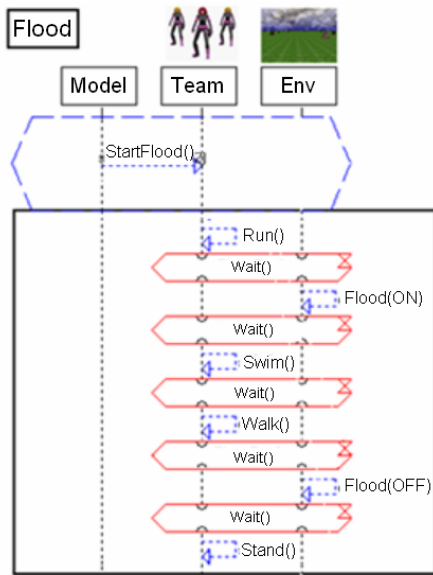 Flood
Model Team Env
StartFlood()
Run()
Wait()
Flood(ON)
Wait()
Swim()
Wait()
Walk()
Wait()
Flood(OFF)
Wait()
Stand()